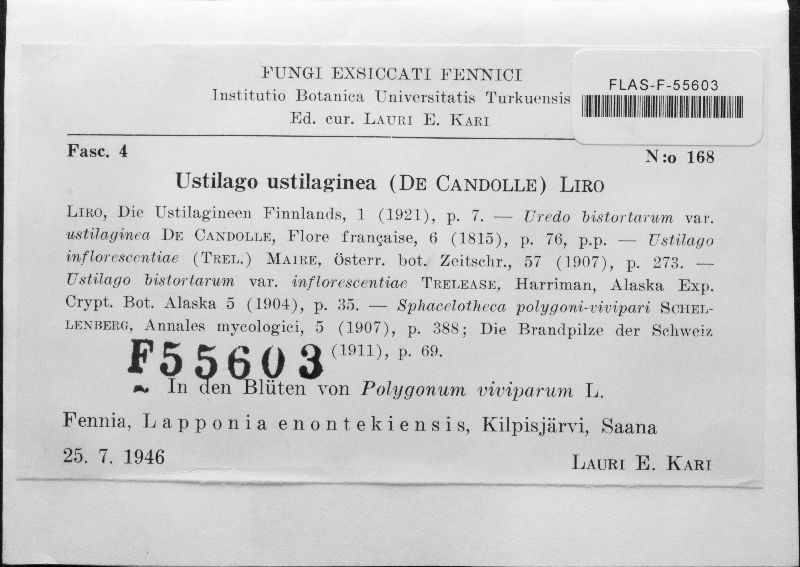 FUNGI EXSICCATI FENNICI
Institutio Botanica Universitatis Turkuensis
Ed. cur. LAURI E. KARI
FLAS-F-55603
Fasc. 4
N:o 168
Ustilago ustilaginea (DE CANDOLLE) LIRO
LIRO, Die Ustilagineen Finnlands, 1 (1921), p. 7. — Uredo bistortarum var.
ustilaginea DE CANDOLLE, Flore française, 6 (1815), p. 76, p.p. — Ustilago
inflorescentiae (TREL.) MAIRE, österr. bot. Zeitschr., 57 (1907), p. 273. —
Ustilago bistortarum var. inflorescentiae TRELEASE, Harriman, Alaska Exp.
Crypt. Bot. Alaska 5 (1904), p. 35. — Sphacelotheca polygoni-vivipari SCHEL-
LENBERG, Annales mycologici, 5 (1907), p. 388; Die Brandpilze der Schweiz
(1911), p. 69.
F55603
In den Blüten von Polygonum viviparum L.
Fennia, Lapponia enontekiensis, Kilpisjärvi, Saana
25. 7. 1946
LAURI E. KARI